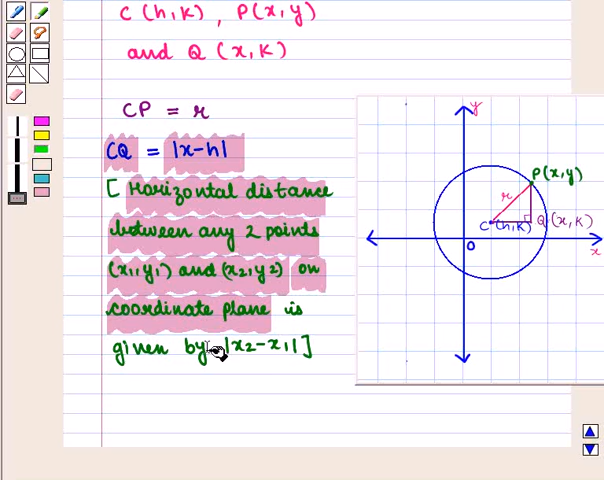 C (h,k) , P(x,y)
and Q (x,k)
CP = r
CQ = |x-h|
[ Horizontal distance
between any 2 points
(x1,y1) and (x2,y2) on
coordinate plane is
given by |x2-x1| ]
y
P(x,y)
r
C (h,k) Q (x,k)
O
x